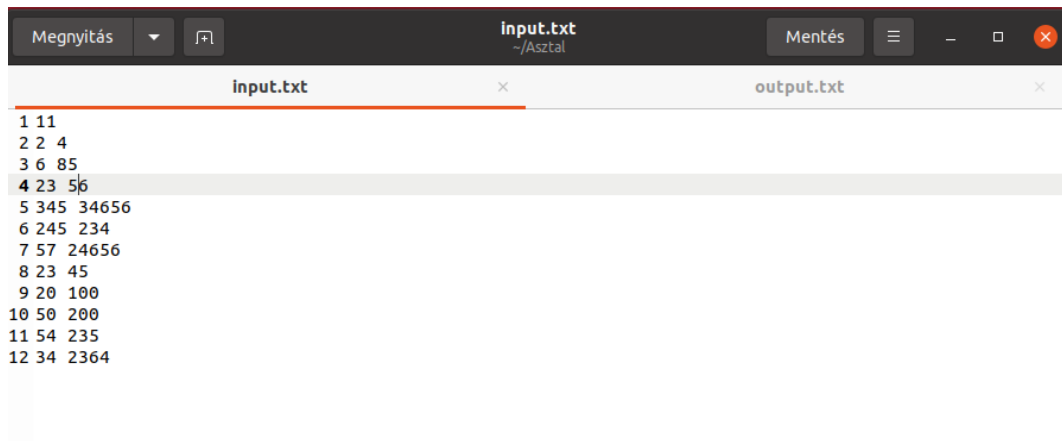 Megnyitás
input.txt
~/Asztal
Mentés
input.txt
output.txt
1 11
2 2 4
3 6 85
4 23 56
5 345 34656
6 245 234
7 57 24656
8 23 45
9 20 100
10 50 200
11 54 235
12 34 2364